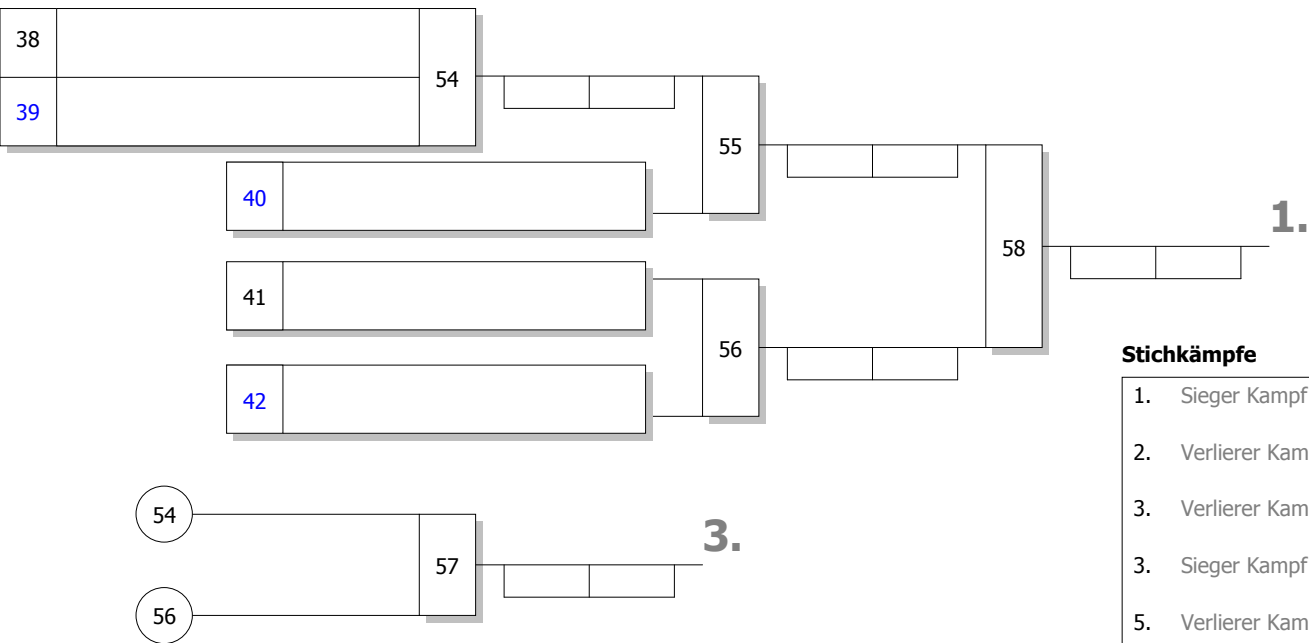 38
54
39
55
40
1.
58
41
56
Stichkämpfe
1. Sieger Kampf
42
2. Verlierer Kam
3. Verlierer Kam
54
3.
57
3. Sieger Kampf
56
5. Verlierer Kam